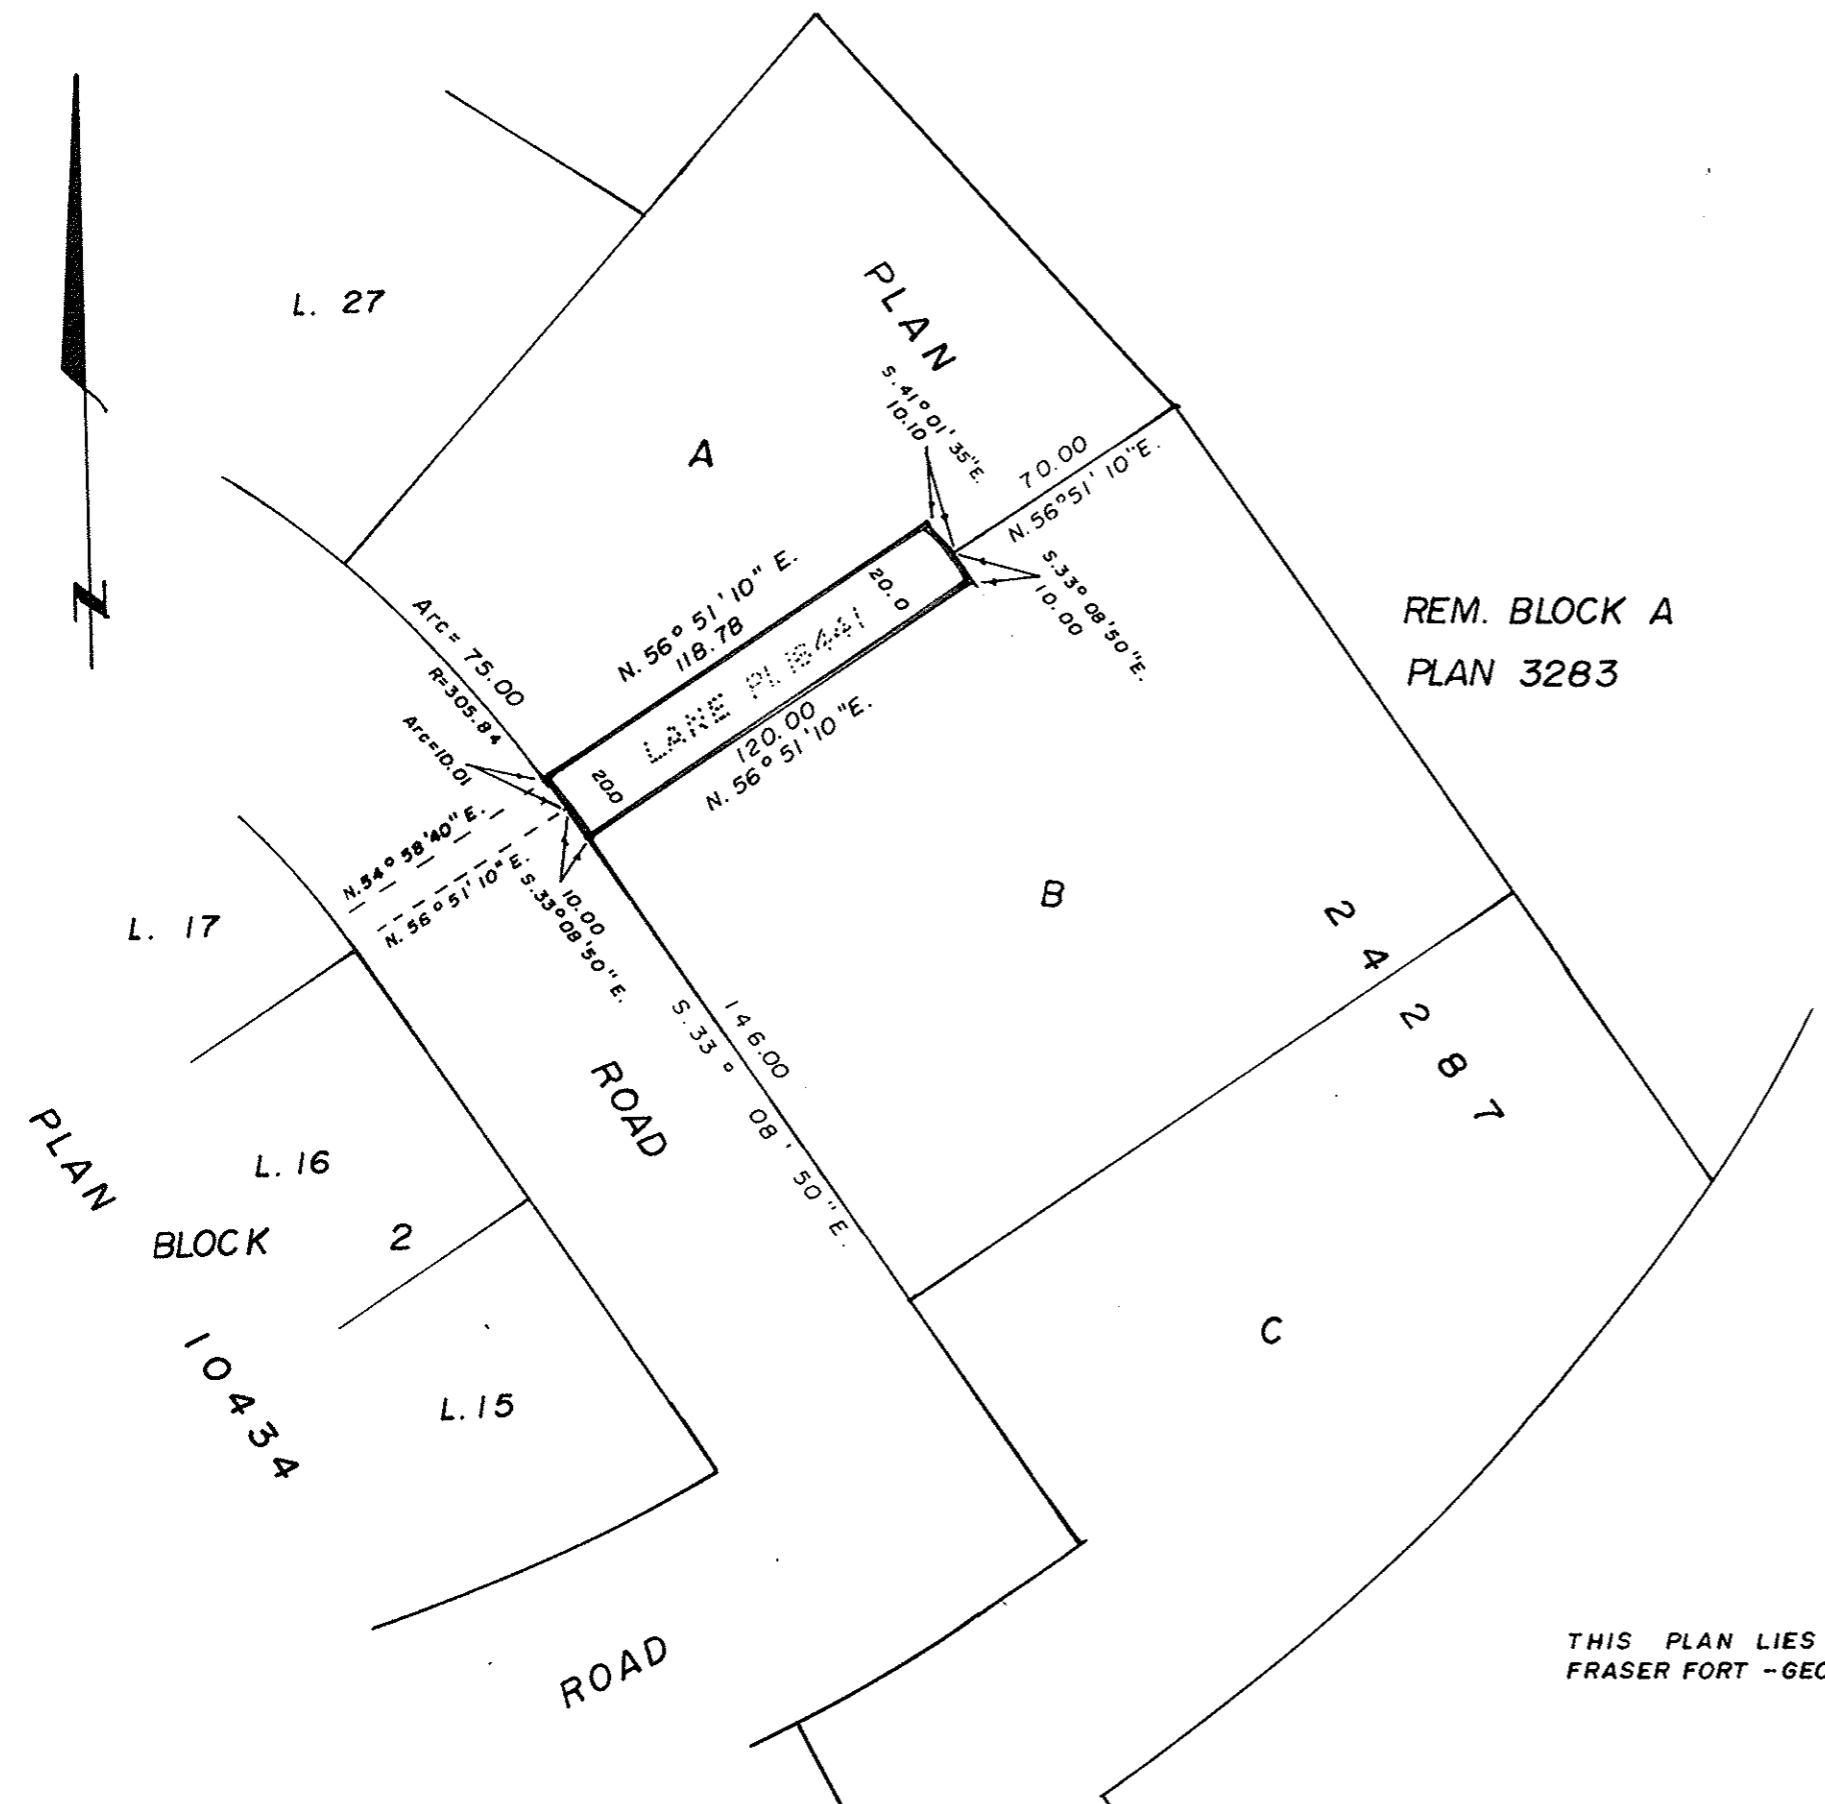 L. 27
PLAN
S. 41° 01' 35" E.
10.10
A
70.00
N. 56° 51' 10" E.
N. 56° 51' 10" E.
118.78
20.0
S. 33° 08' 50" E.
10.00
Arc = 75.00
R=305.84
Arc=10.01
LANE PL 18441
20.0
120.00
N. 56° 51' 10" E.
REM. BLOCK A
PLAN 3283
N
N. 54° 58' 40" E.
N. 56° 51' 10" E.
10.00
S. 33° 08' 50" E.
L. 17
B
24287
146.00
S. 33° 08' 50" E.
ROAD
PLAN
L. 16
BLOCK 2
10434
L. 15
C
ROAD
THIS PLAN LIES
FRASER FORT - GEO